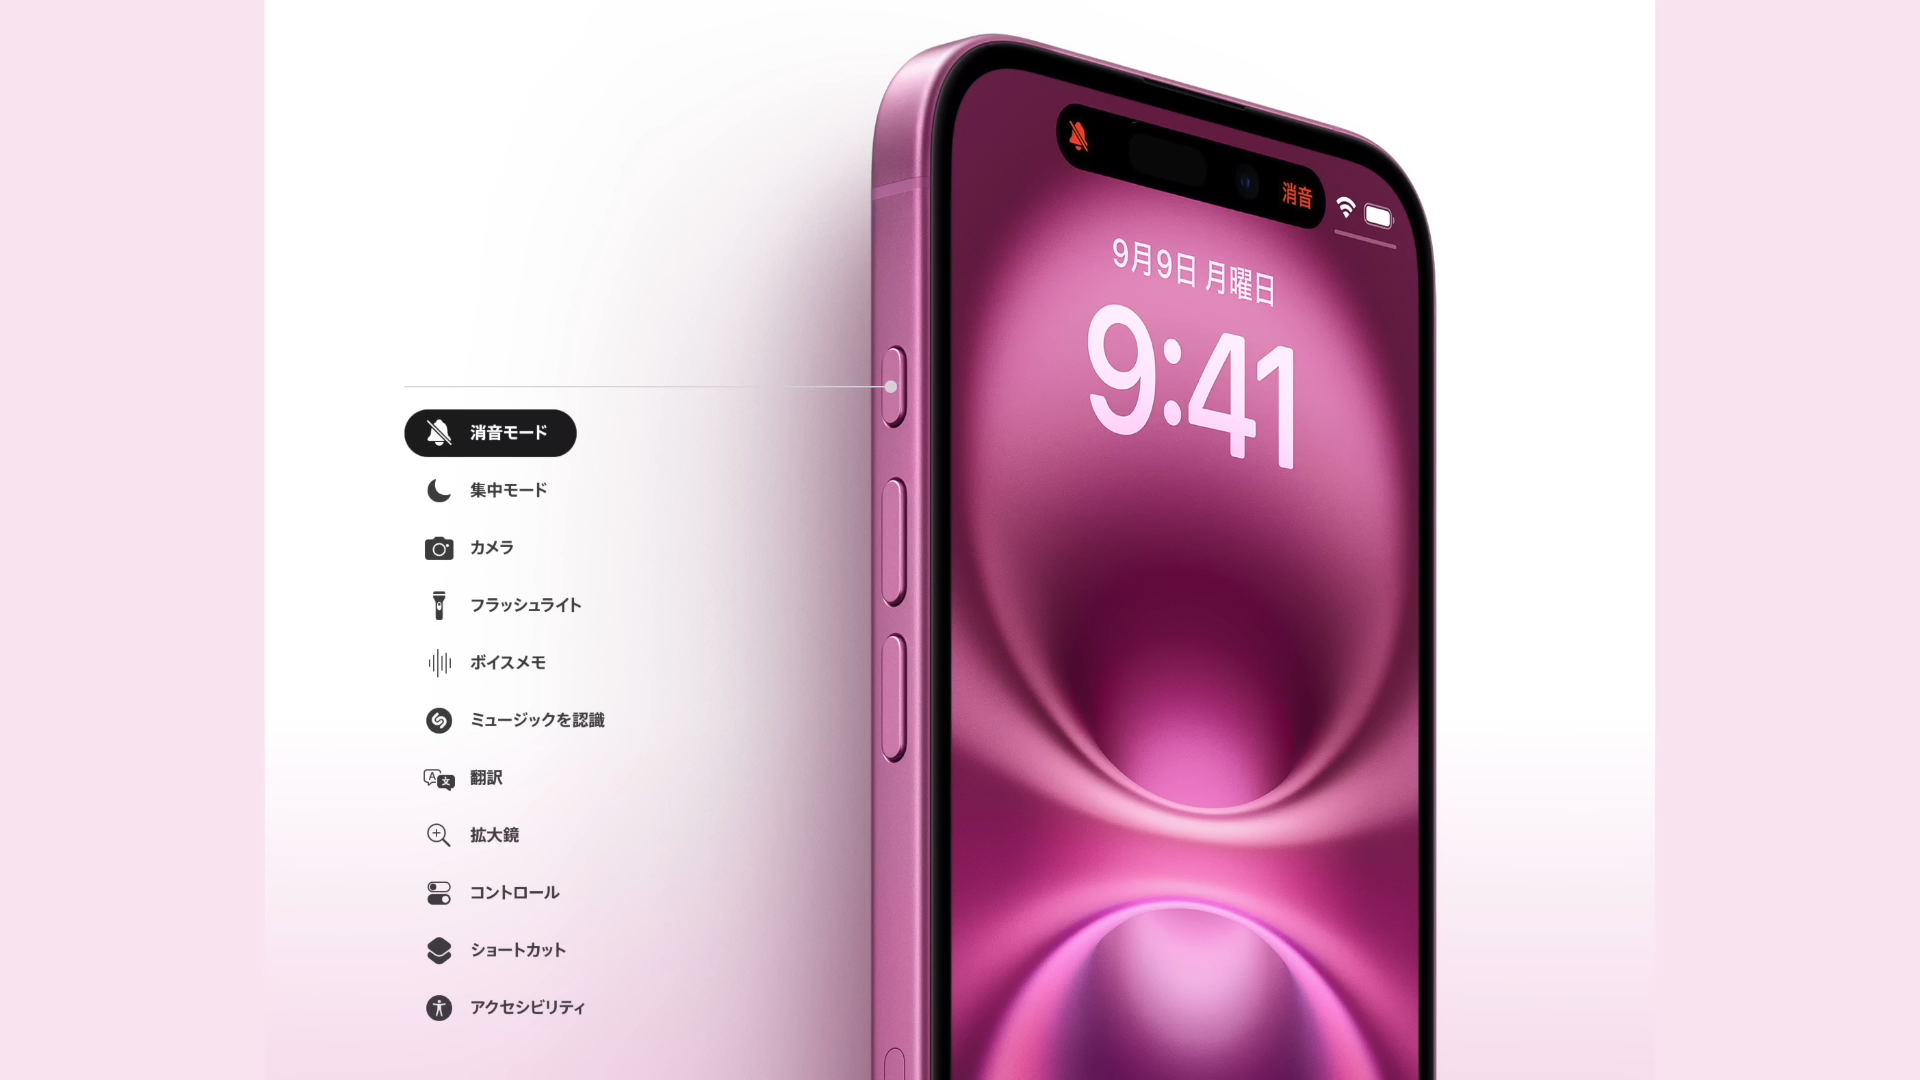 消音
9月9日 月曜日
9:41
消音モード
集中モード
カメラ
フラッシュライト
ボイスメモ
ミュージックを認識
翻訳
拡大鏡
コントロール
ショートカット
アクセシビリティ